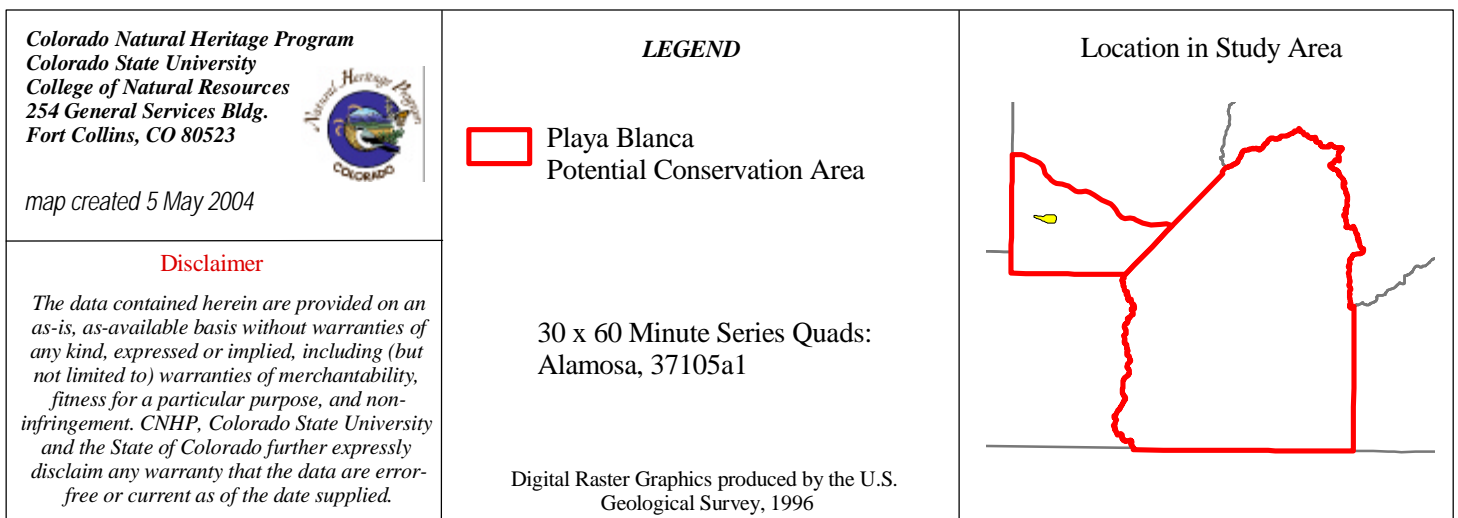 Colorado Natural Heritage Program
Colorado State University
College of Natural Resources
254 General Services Bldg.
Fort Collins, CO 80523
Natural Heritage Program
COLORADO
map created 5 May 2004
Disclaimer
The data contained herein are provided on an
as-is, as-available basis without warranties of
any kind, expressed or implied, including (but
not limited to) warranties of merchantability,
fitness for a particular purpose, and non-
infringement. CNHP, Colorado State University
and the State of Colorado further expressly
disclaim any warranty that the data are error-
free or current as of the date supplied.
LEGEND
Playa Blanca
Potential Conservation Area
30 x 60 Minute Series Quads:
Alamosa, 37105a1
Digital Raster Graphics produced by the U.S.
Geological Survey, 1996
Location in Study Area